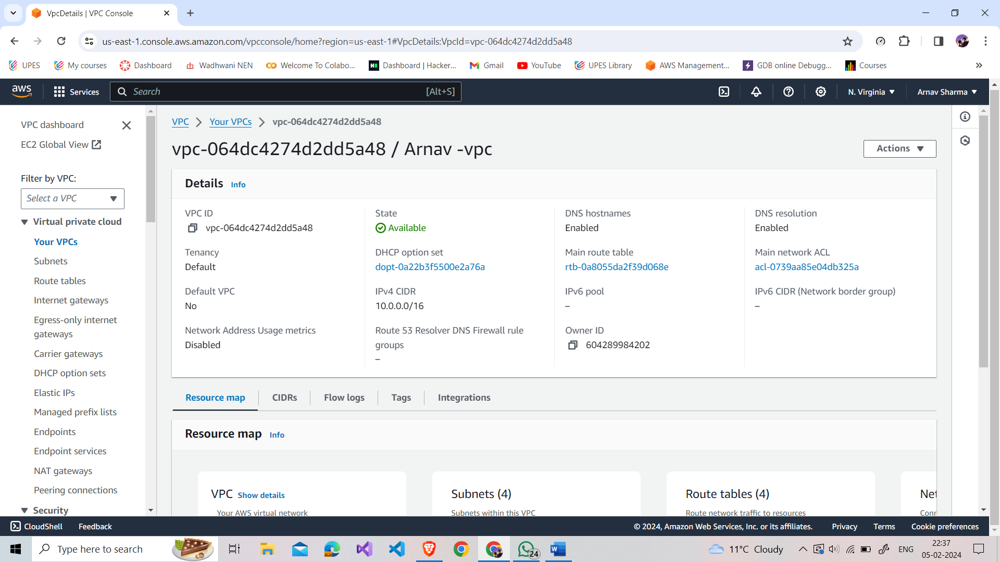 VpcDetails | VPC Console
us-east-1.console.aws.amazon.com/vpcconsole/home?region=us-east-1#VpcDetails:VpcId=vpc-064dc4274d2dd5a48
UPES My courses Dashboard Wadhwani NEN Welcome To Colabo... Dashboard | Hacker... Gmail YouTube UPES Library AWS Management... GDB online Debugg... Courses
aws Services Search [Alt+S] N. Virginia Arnav Sharma
VPC dashboard
EC2 Global View
Filter by VPC:
Select a VPC
Virtual private cloud
Your VPCs
Subnets
Route tables
Internet gateways
Egress-only internet
gateways
Carrier gateways
DHCP option sets
Elastic IPs
Managed prefix lists
Endpoints
Endpoint services
NAT gateways
Peering connections
Security
VPC Your VPCs vpc-064dc4274d2dd5a48
vpc-064dc4274d2dd5a48 / Arnav -vpc
Actions
Details Info
VPC ID
vpc-064dc4274d2dd5a48
State
Available
DNS hostnames
Enabled
DNS resolution
Enabled
Tenancy
Default
DHCP option set
dopt-0a22b3f5500e2a76a
Main route table
rtb-0a8055da2f39d068e
Main network ACL
acl-0739aa85e04db325a
Default VPC
No
IPv4 CIDR
10.0.0.0/16
IPv6 pool
–
IPv6 CIDR (Network border group)
–
Network Address Usage metrics
Disabled
Route 53 Resolver DNS Firewall rule
groups
–
Owner ID
604289984202
Resource map CIDRs Flow logs Tags Integrations
Resource map Info
VPC Show details
Your AWS virtual network
Subnets (4)
Subnets within this VPC
Route tables (4)
Route network traffic to resources
CloudShell Feedback © 2024, Amazon Web Services, Inc. or its affiliates. Privacy Terms Cookie preferences
Type here to search 24 11°C Cloudy ENG 22:37
05-02-2024